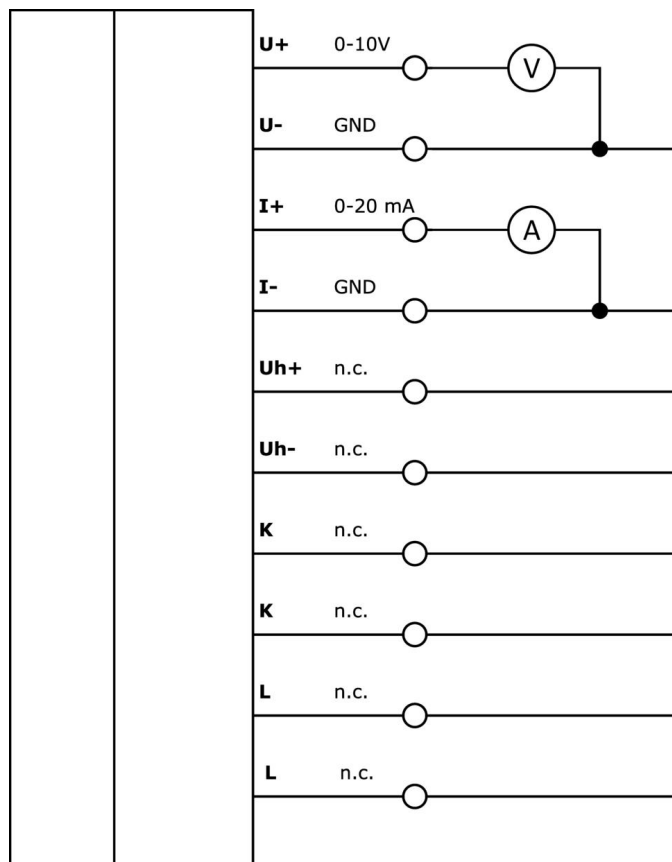 U+ 0-10V
V
U- GND
I+ 0-20 mA
A
I- GND
Uh+ n.c.
Uh- n.c.
K n.c.
K n.c.
L n.c.
L n.c.